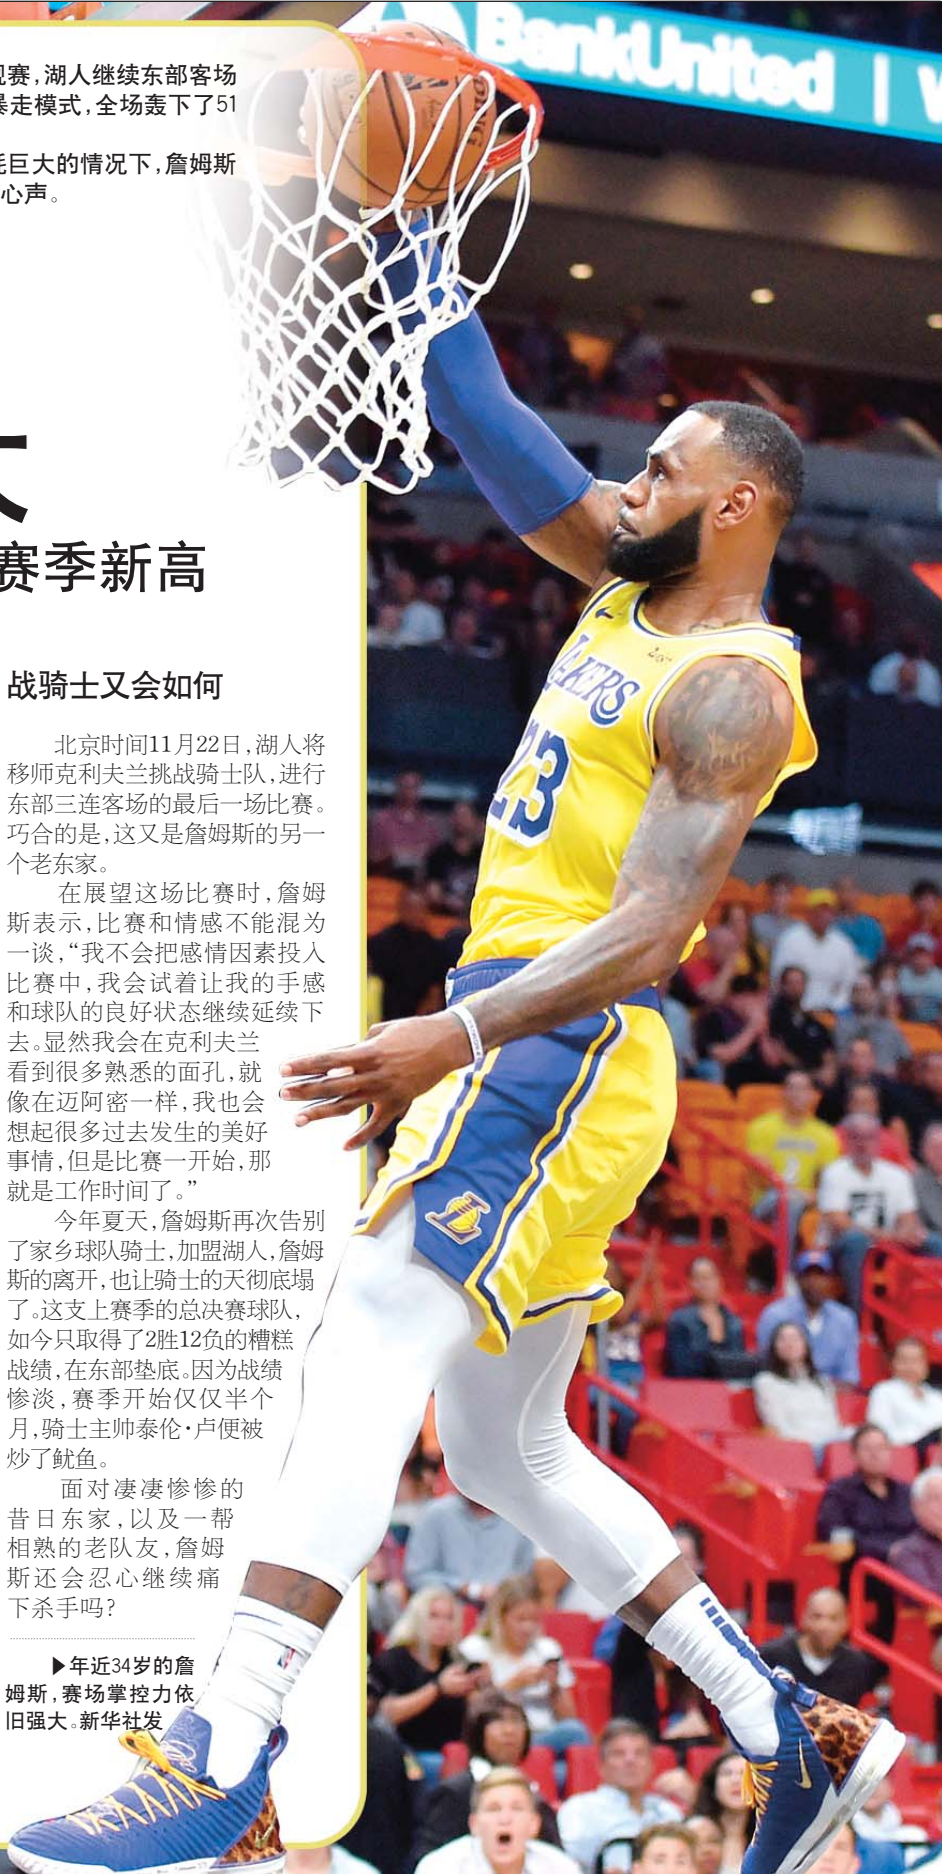 赛,湖人继续东部客场
暴走模式,全场轰下了51
巨大的情况下,詹姆斯
心声。
赛季新高
战骑士又会如何
北京时间11月22日,湖人将
移师克利夫兰挑战骑士队,进行
东部三连客场的最后一场比赛。
巧合的是,这又是詹姆斯的另一
个老东家。
在展望这场比赛时,詹姆
斯表示,比赛和情感不能混为
一谈,“我不会把感情因素投入
比赛中,我会试着让我的手感
和球队的良好状态继续延续下
去。显然我会在克利夫兰
看到很多熟悉的面孔,就
像在迈阿密一样,我也会
想起很多过去发生的美好
事情,但是比赛一开始,那
就是工作时间了。”
今年夏天,詹姆斯再次告别
了家乡球队骑士,加盟湖人,詹姆
斯的离开,也让骑士的天彻底塌
了。这支上赛季的总决赛球队,
如今只取得了2胜12负的糟糕
战绩,在东部垫底。因为战绩
惨淡,赛季开始仅仅半个
月,骑士主帅泰伦·卢便被
炒了鱿鱼。
面对凄凄惨惨的
昔日东家,以及一帮
相熟的老队友,詹姆
斯还会忍心继续痛
下杀手吗?
▶年近34岁的詹
姆斯,赛场掌控力依
旧强大。新华社发
BankUnited
LAKERS
23